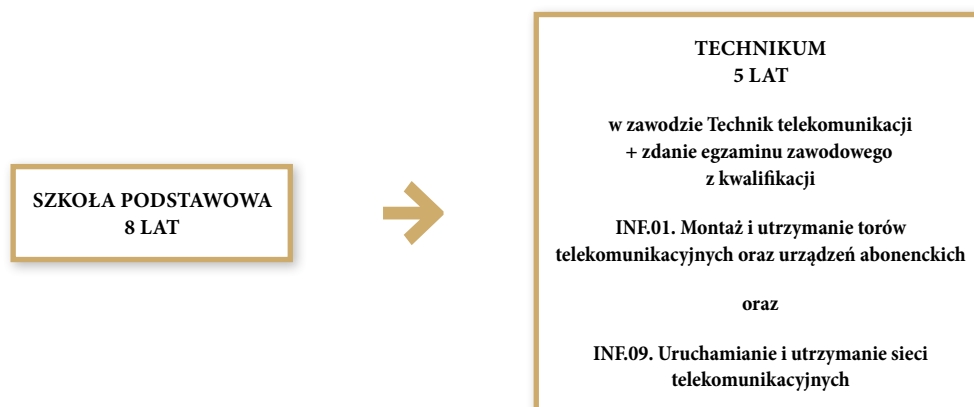 SZKOŁA PODSTAWOWA
8 LAT
TECHNIKUM
5 LAT
w zawodzie Technik telekomunikacji
+ zdanie egzaminu zawodowego
z kwalifikacji
INF.01. Montaż i utrzymanie torów
telekomunikacyjnych oraz urządzeń abonenckich
oraz
INF.09. Uruchamianie i utrzymanie sieci
telekomunikacyjnych